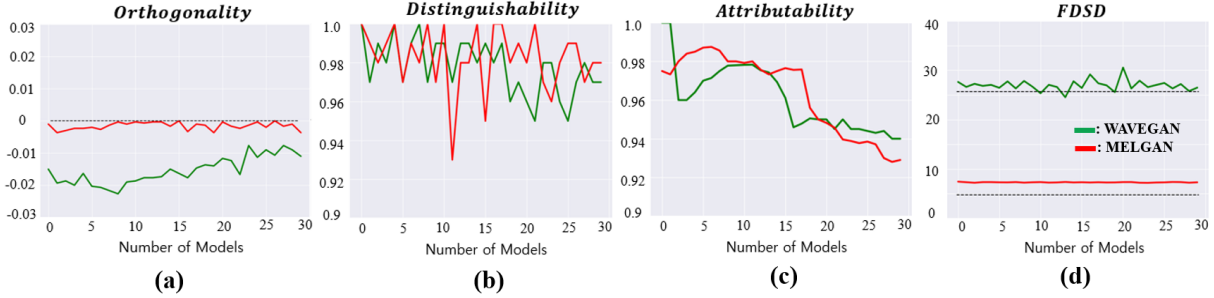 Orthogonality
0.03
0.02
0.01
0
-0.01
-0.02
-0.03
0 5 10 15 20 25 30
Number of Models
(a)
Distinguishability
1.0
0.98
0.96
0.94
0.92
0.9
0 5 10 15 20 25 30
Number of Models
(b)
Attributability
1.0
0.98
0.96
0.94
0.92
0.9
0 5 10 15 20 25 30
Number of Models
(c)
FDSD
40
30
20
10
0
: WAVEGAN
: MELGAN
0 5 10 15 20 25 30
Number of Models
(d)